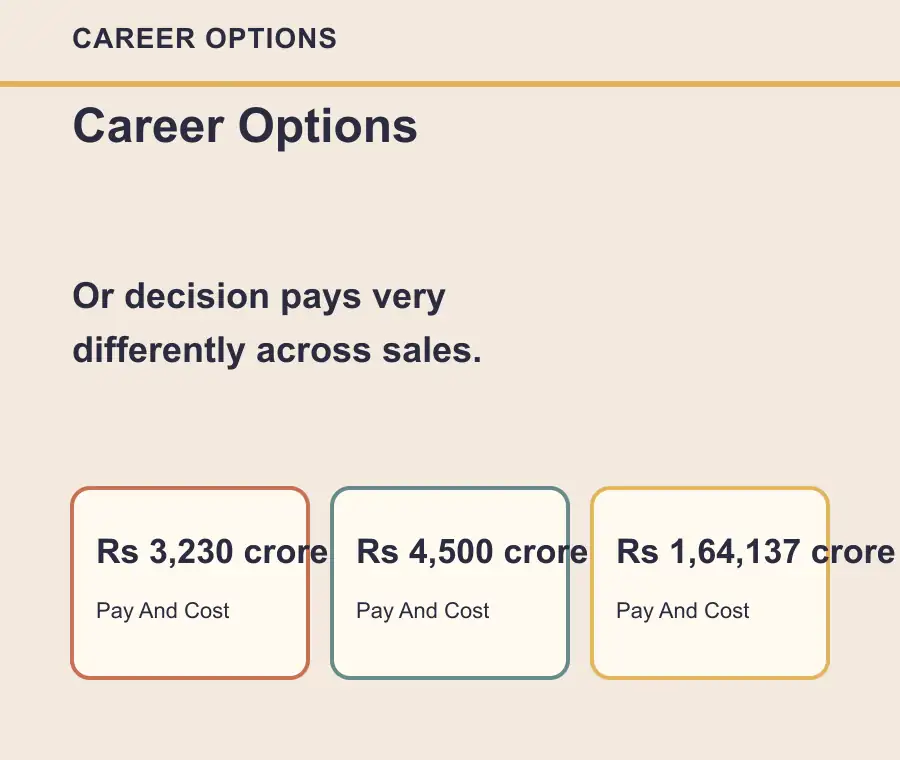 CAREER OPTIONS
Career Options
Or decision pays very
differently across sales.
Rs 3,230 crore
Pay And Cost
Rs 4,500 crore
Pay And Cost
Rs 1,64,137 crore
Pay And Cost